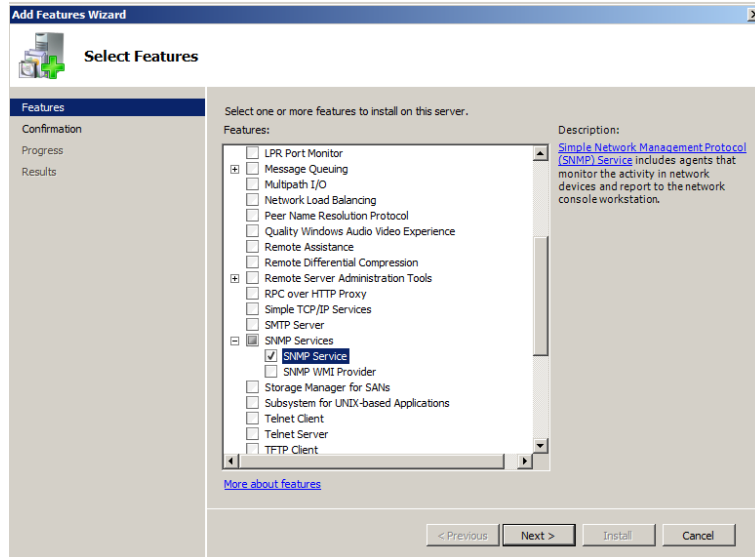 Add Features Wizard
Select Features
Features
Confirmation
Progress
Results
Select one or more features to install on this server.
Features:
LPR Port Monitor
Message Queuing
Multipath I/O
Network Load Balancing
Peer Name Resolution Protocol
Quality Windows Audio Video Experience
Remote Assistance
Remote Differential Compression
Remote Server Administration Tools
RPC over HTTP Proxy
Simple TCP/IP Services
SMTP Server
SNMP Services
SNMP Service
SNMP WMI Provider
Storage Manager for SANs
Subsystem for UNIX-based Applications
Telnet Client
Telnet Server
TFTP Client
More about features
Description:
Simple Network Management Protocol
(SNMP) Service includes agents that
monitor the activity in network
devices and report to the network
console workstation.
< Previous
Next >
Install
Cancel